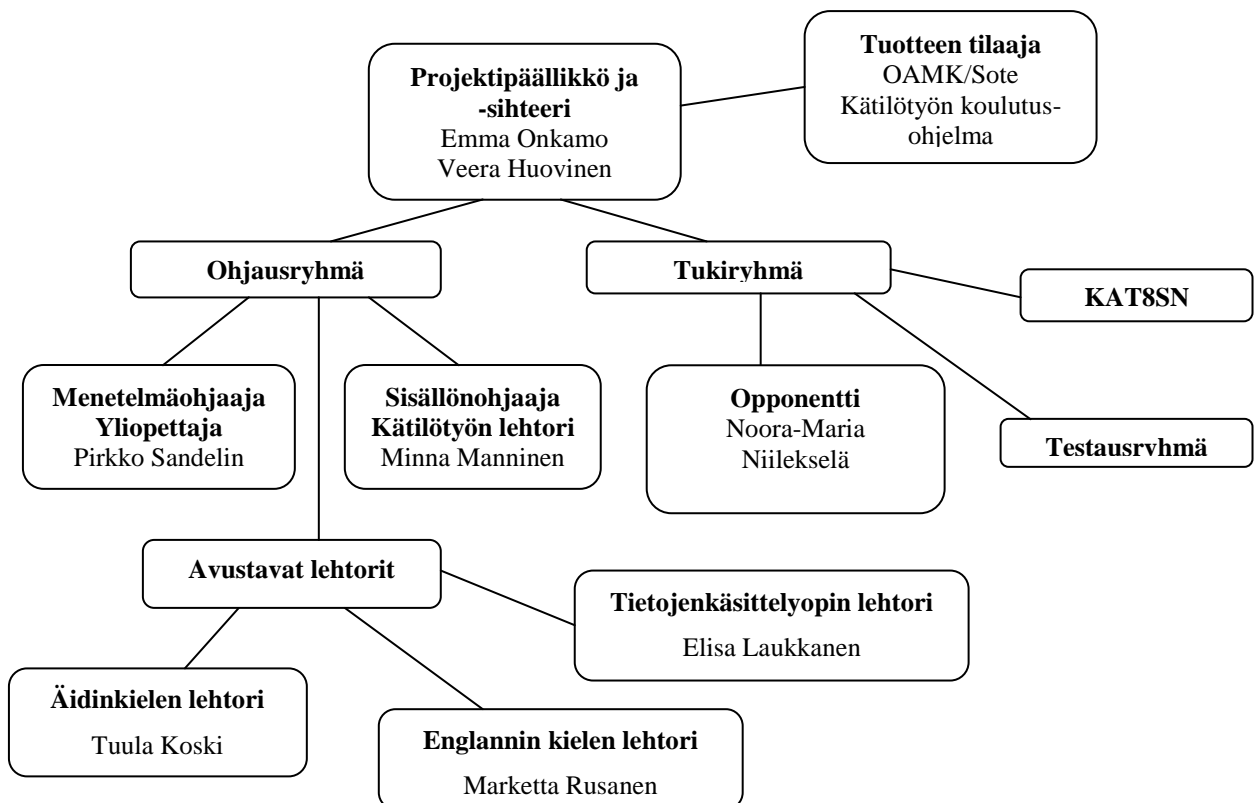 Projektipäällikkö ja
-sihteeri
Emma Onkamo
Veera Huovinen
Tuotteen tilaaja
OAMK/Sote
Kätilötyön koulutus-
ohjelma
Ohjausryhmä
Tukiryhmä
KAT8SN
Menetelmäohjaaja
Yliopettaja
Pirkko Sandelin
Sisällönohjaaja
Kätilötyön lehtori
Minna Manninen
Opponentti
Noora-Maria
Niilekselä
Testausryhmä
Avustavat lehtorit
Tietojenkäsittelyopin lehtori
Elisa Laukkanen
Äidinkielen lehtori
Tuula Koski
Englannin kielen lehtori
Marketta Rusanen